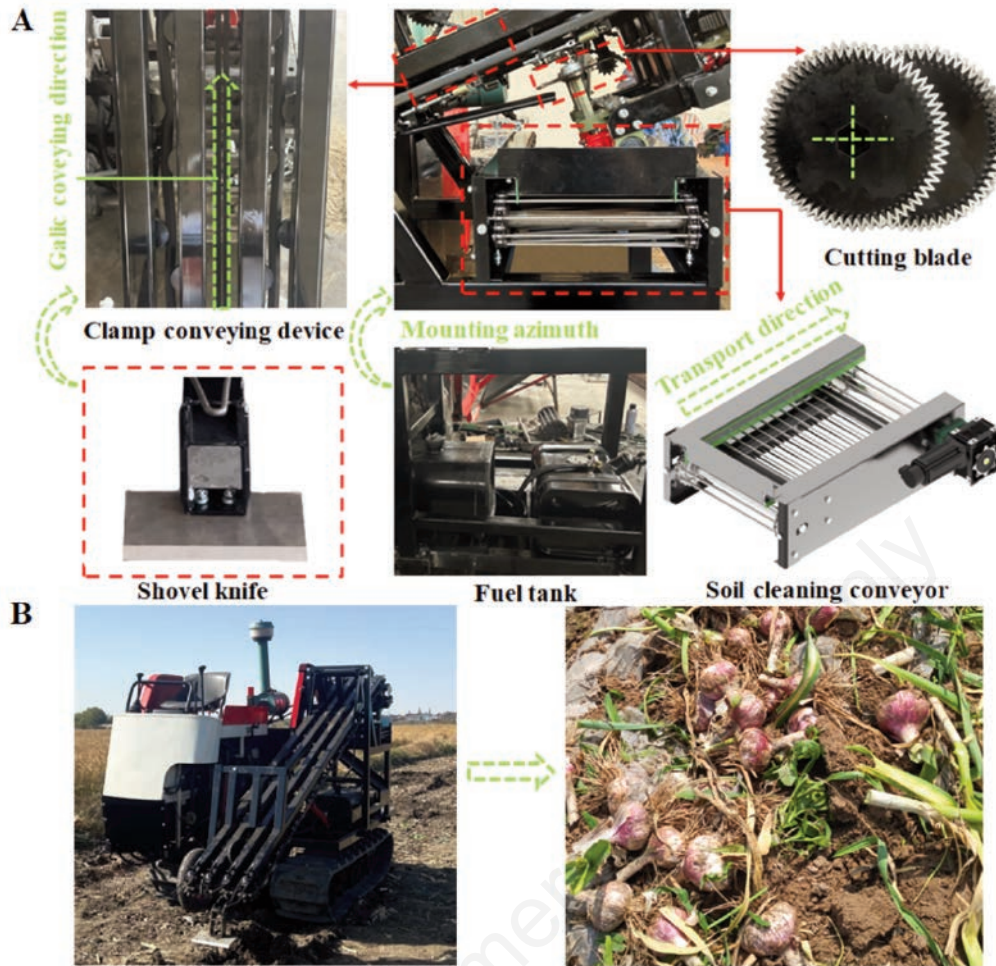 A
Galic coveying direction
Clamp conveying device
Mounting azimuth
Cutting blade
Transport direction
Shovel knife
Fuel tank
Soil cleaning conveyor
B